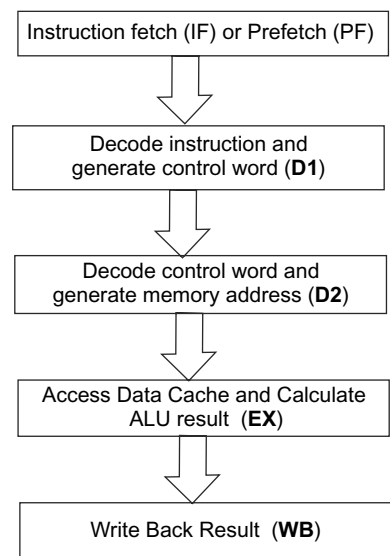 Instruction fetch (IF) or Prefetch (PF)
Decode instruction and
generate control word (D1)
Decode control word and
generate memory address (D2)
Access Data Cache and Calculate
ALU result (EX)
Write Back Result (WB)